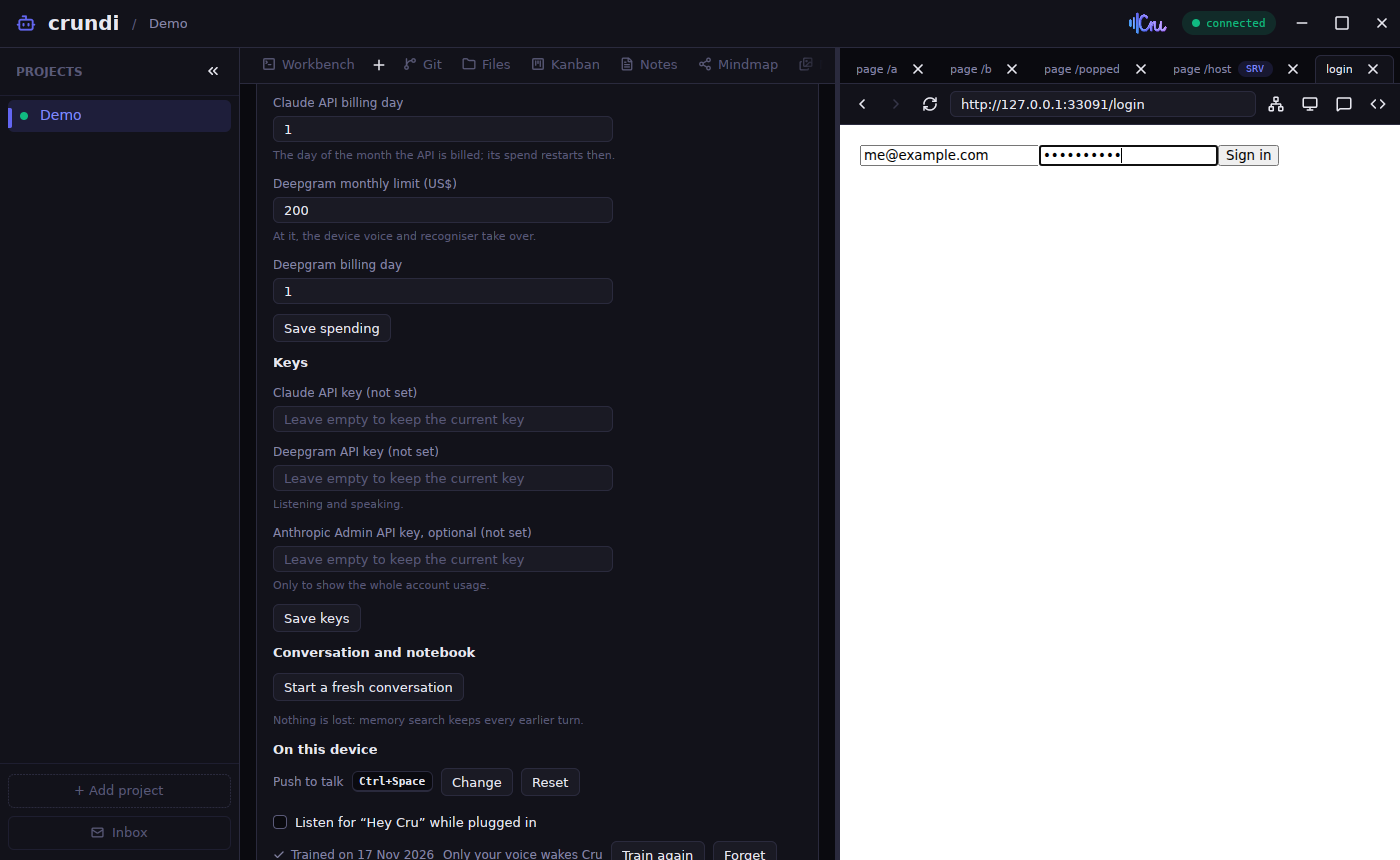 crundi / Demo
Cru
connected
PROJECTS
Demo
+ Add project
Inbox
Workbench
Git
Files
Kanban
Notes
Mindmap
Claude API billing day
1
The day of the month the API is billed; its spend restarts then.
Deepgram monthly limit (US$)
200
At it, the device voice and recogniser take over.
Deepgram billing day
1
Save spending
Keys
Claude API key (not set)
Leave empty to keep the current key
Deepgram API key (not set)
Leave empty to keep the current key
Listening and speaking.
Anthropic Admin API key, optional (not set)
Leave empty to keep the current key
Only to show the whole account usage.
Save keys
Conversation and notebook
Start a fresh conversation
Nothing is lost: memory search keeps every earlier turn.
On this device
Push to talk Ctrl+Space Change Reset
Listen for “Hey Cru” while plugged in
Trained on 17 Nov 2026 Only your voice wakes Cru Train again Forget
page /a
page /b
page /popped
page /host SRV
login
http://127.0.0.1:33091/login
me@example.com •••••••••• Sign in